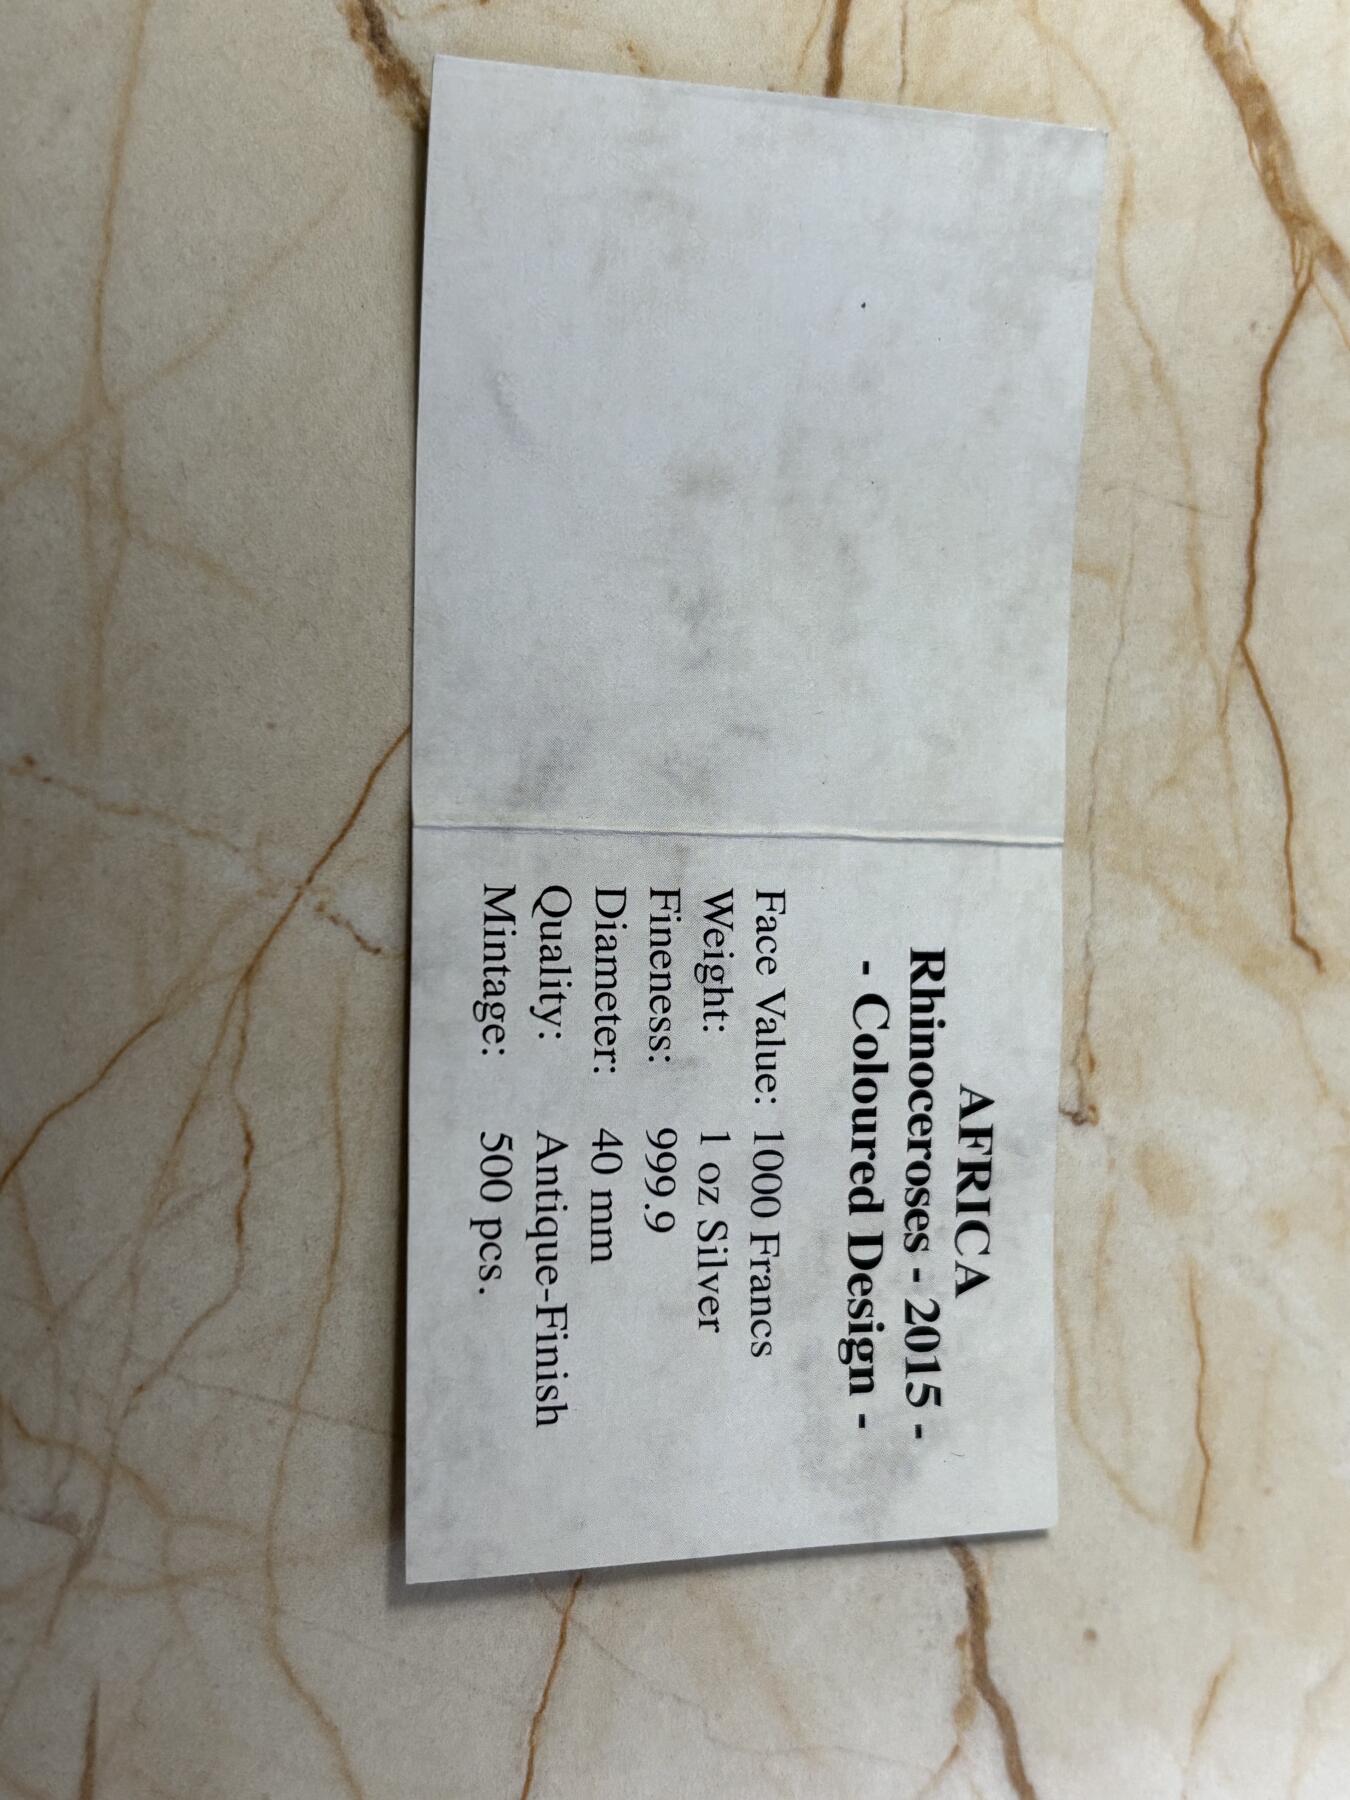 AFRICA
Rhinoceroses - 2015 -
- Coloured Design -
Face Value: 1000 Francs
Weight: 1 oz Silver
Fineness: 999.9
Diameter: 40 mm
Quality: Antique-Finish
Mintage: 500 pcs.